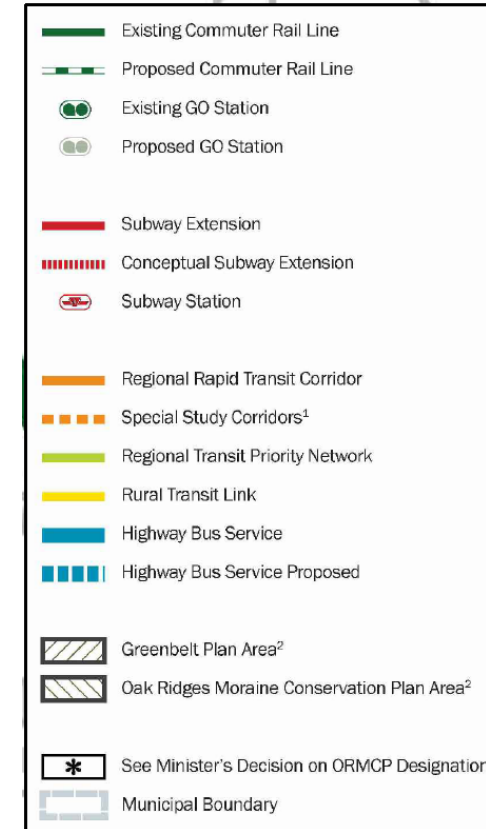 Existing Commuter Rail Line
Proposed Commuter Rail Line
Existing GO Station
Proposed GO Station
Subway Extension
Conceptual Subway Extension
Subway Station
Regional Rapid Transit Corridor
Special Study Corridors¹
Regional Transit Priority Network
Rural Transit Link
Highway Bus Service
Highway Bus Service Proposed
Greenbelt Plan Area²
Oak Ridges Moraine Conservation Plan Area²
* See Minister's Decision on ORMCP Designation
Municipal Boundary